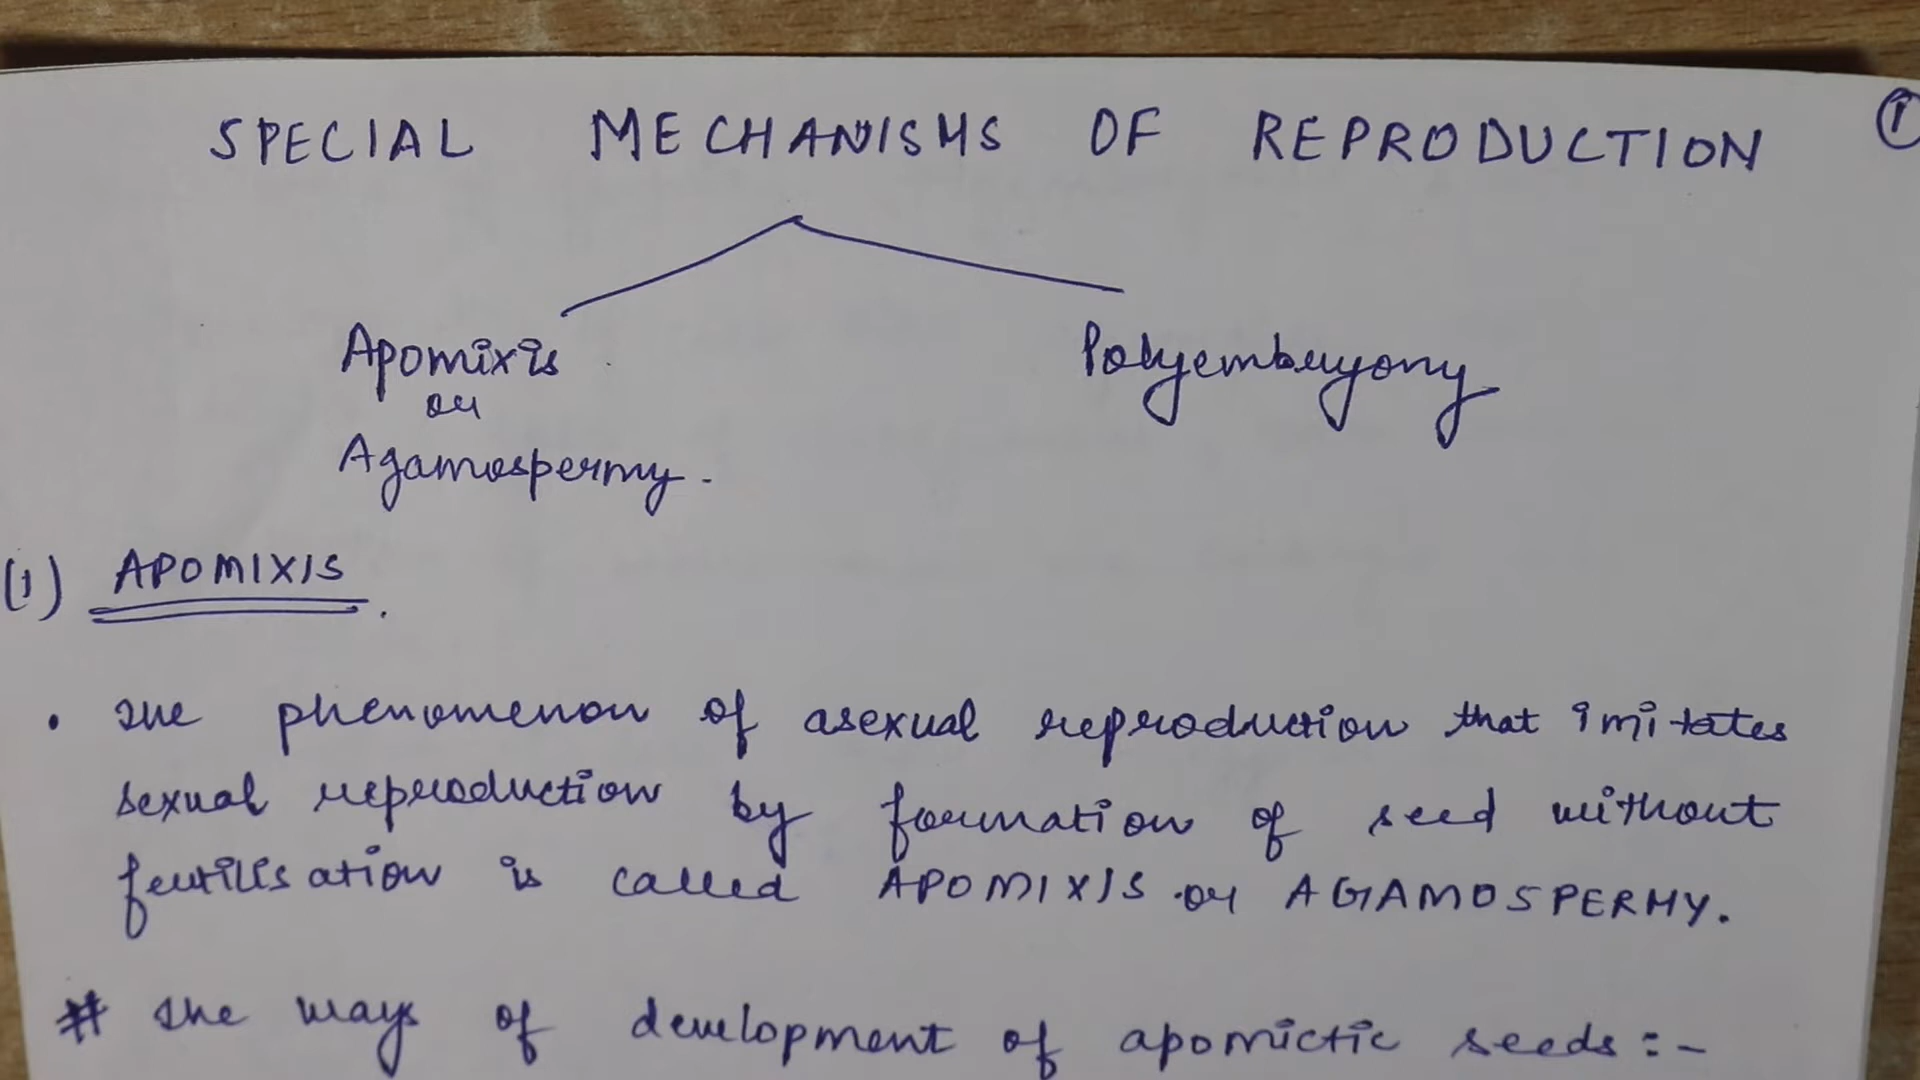 SPECIAL MECHANISMS OF REPRODUCTION
1
Apomixis
or
Agamospermy.
Polyembryony
(1) APOMIXIS.
• The phenomenon of asexual reproduction that imitates
sexual reproduction by formation of seed without
fertilisation is called APOMIXIS or AGAMOSPERMY.
# The ways of development of apomictic seeds:-